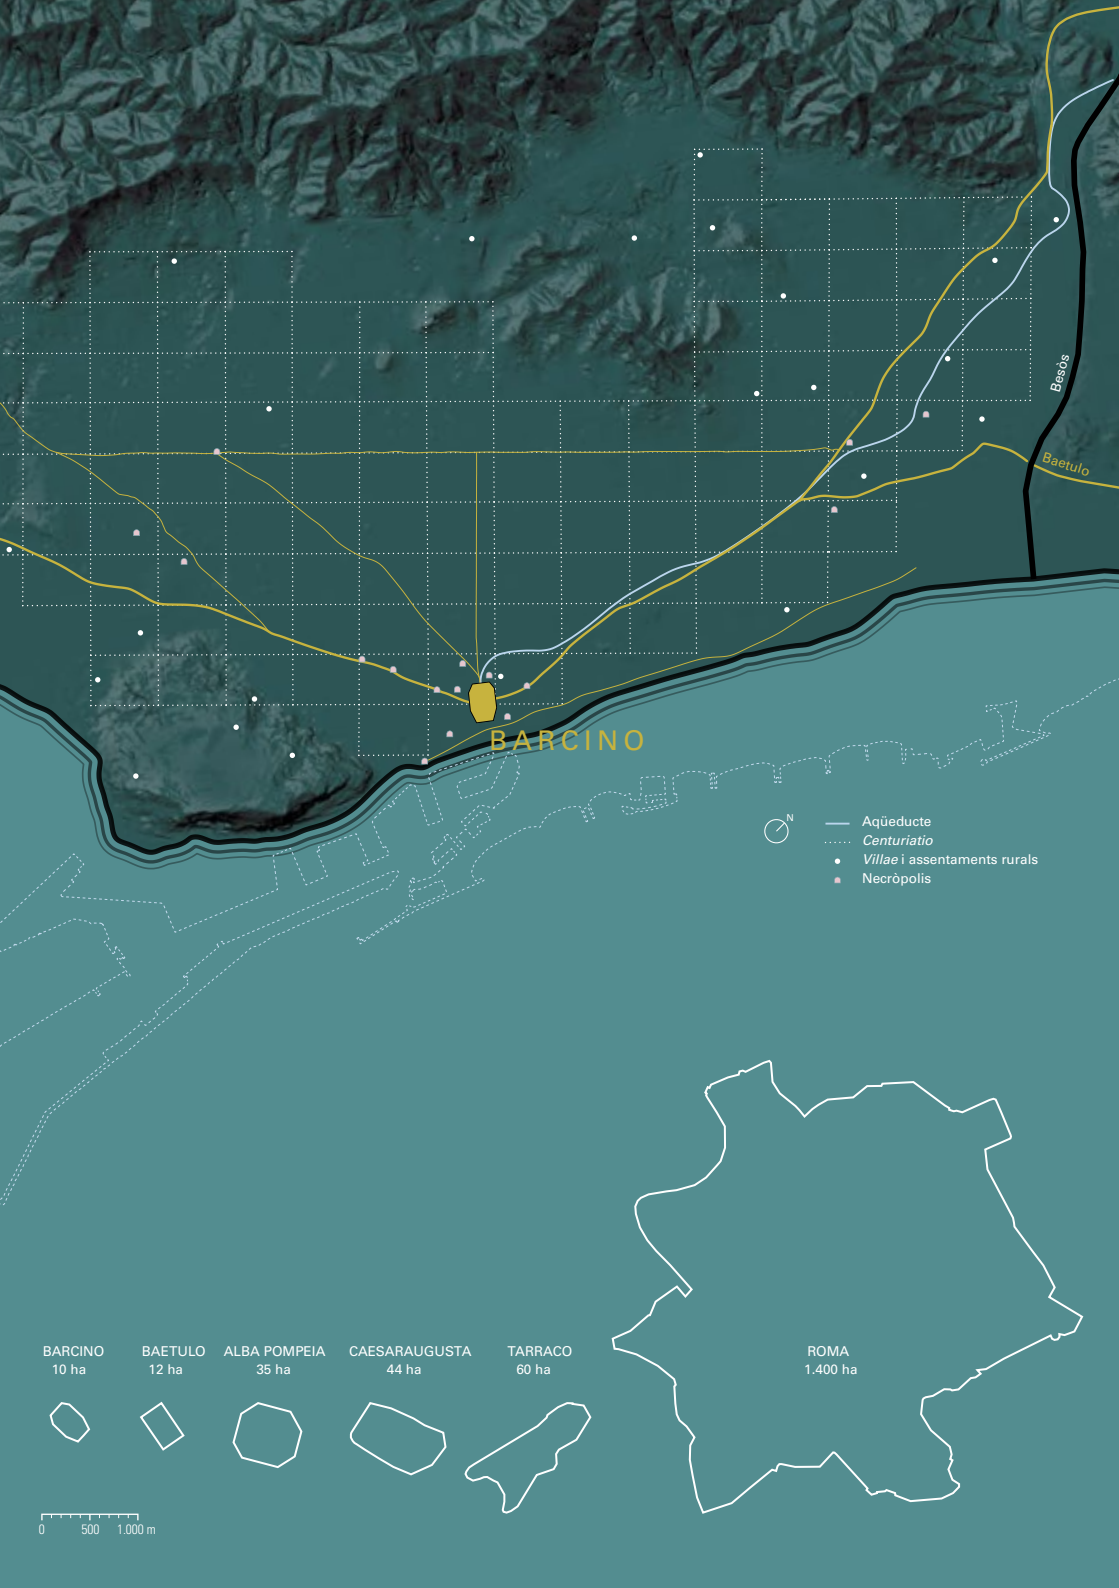 Besòs
Baetulo
BARCINO
N
Aqüeducte
Centuriatio
Villae i assentaments rurals
Necròpolis
BARCINO
10 ha
BAETULO
12 ha
ALBA POMPEIA
35 ha
CAESARAUGUSTA
44 ha
TARRACO
60 ha
ROMA
1.400 ha
0 500 1.000 m